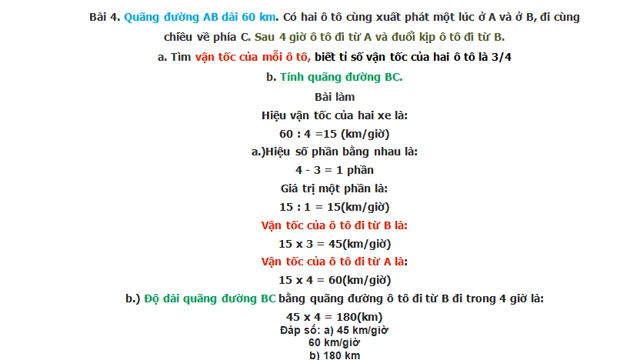 Bài 4. Quãng đường AB dài 60 km. Có hai ô tô cùng xuất phát một lúc ở A và ở B, đi cùng
chiều về phía C. Sau 4 giờ ô tô đi từ A và đuổi kịp ô tô đi từ B.
a. Tìm vận tốc của mỗi ô tô, biết tỉ số vận tốc của hai ô tô là 3/4
b. Tính quãng đường BC.
Bài làm
Hiệu vận tốc của hai xe là:
60 : 4 =15 (km/giờ)
a.)Hiệu số phần bằng nhau là:
4 - 3 = 1 phần
Giá trị một phần là:
15 : 1 = 15(km/giờ)
Vận tốc của ô tô đi từ B là:
15 x 3 = 45(km/giờ)
Vận tốc của ô tô đi từ A là:
15 x 4 = 60(km/giờ)
b.) Độ dài quãng đường BC bằng quãng đường ô tô đi từ B đi trong 4 giờ là:
45 x 4 = 180(km)
Đáp số: a) 45 km/giờ
60 km/giờ
b) 180 km